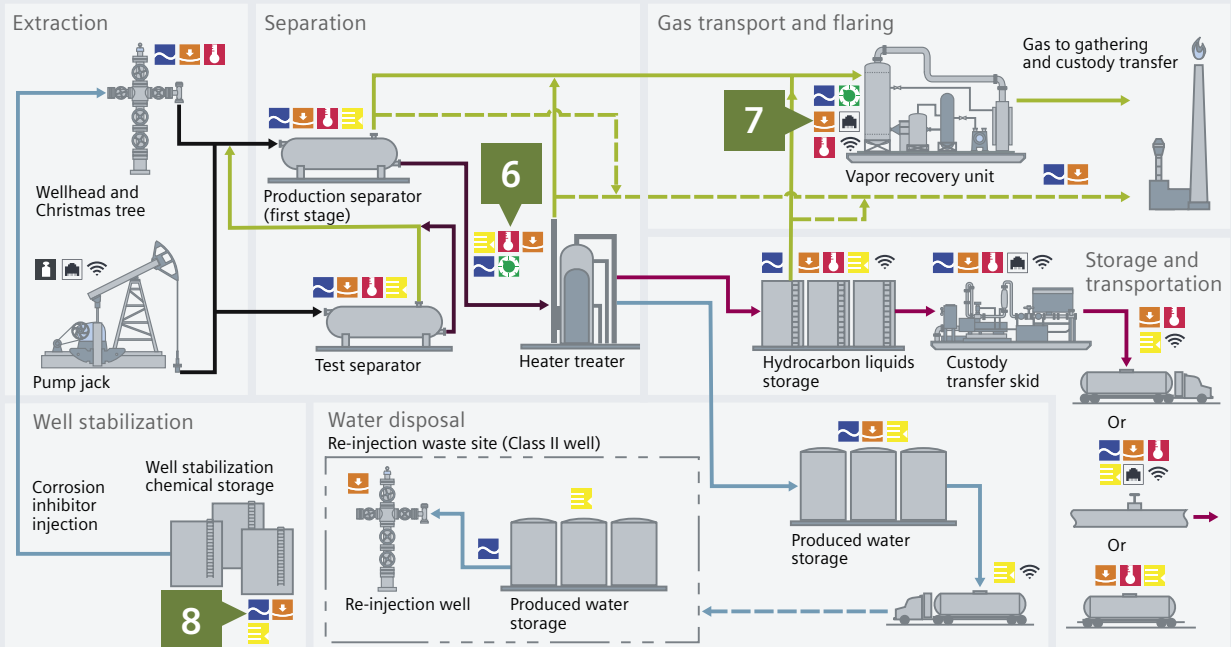 Extraction
Wellhead and
Christmas tree
Pump jack
Separation
Production separator
(first stage)
6
Test separator
Heater treater
Gas transport and flaring
7
Vapor recovery unit
Gas to gathering
and custody transfer
Storage and
transportation
Hydrocarbon liquids
storage
Custody
transfer skid
Or
Or
Well stabilization
Well stabilization
chemical storage
Corrosion
inhibitor
injection
8
Water disposal
Re-injection waste site (Class II well)
Re-injection well
Produced water
storage
Produced water
storage